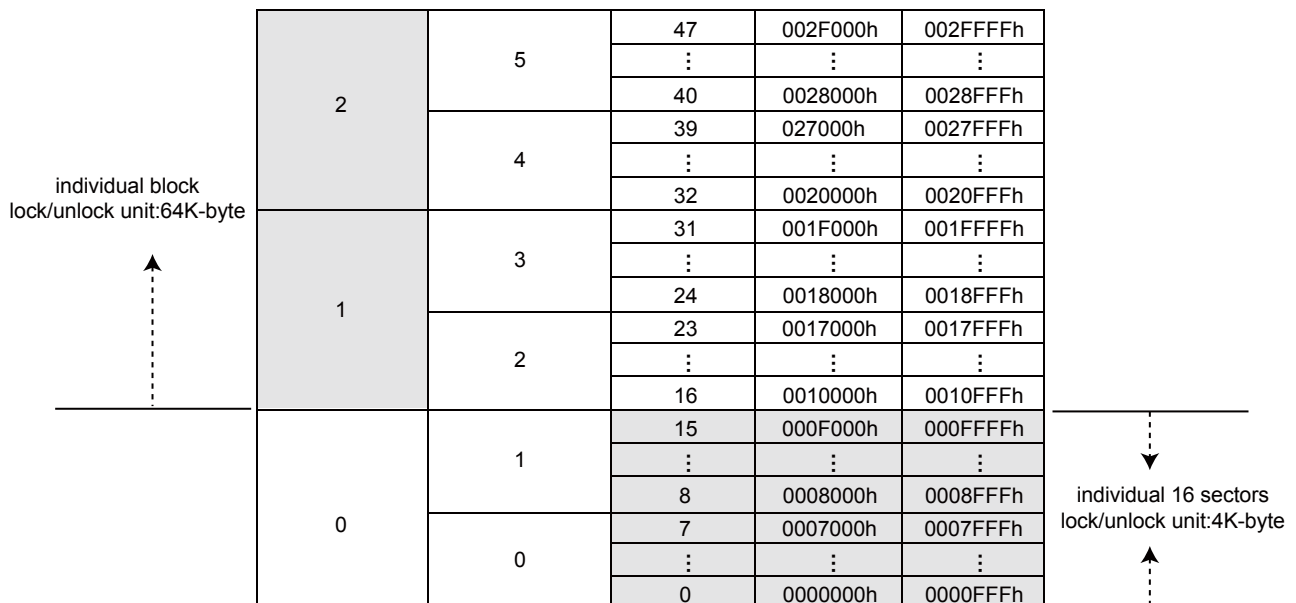 47 002F000h 002FFFFh
5
⋮ ⋮ ⋮
40 0028000h 0028FFFh
2
39 027000h 0027FFFh
4
⋮ ⋮ ⋮
32 0020000h 0020FFFh
individual block
lock/unlock unit:64K-byte
31 001F000h 001FFFFh
3
⋮ ⋮ ⋮
24 0018000h 0018FFFh
1
23 0017000h 0017FFFh
2
⋮ ⋮ ⋮
16 0010000h 0010FFFh
15 000F000h 000FFFFh
1
⋮ ⋮ ⋮
8 0008000h 0008FFFh
individual 16 sectors
lock/unlock unit:4K-byte
0
7 0007000h 0007FFFh
0
⋮ ⋮ ⋮
0 0000000h 0000FFFh